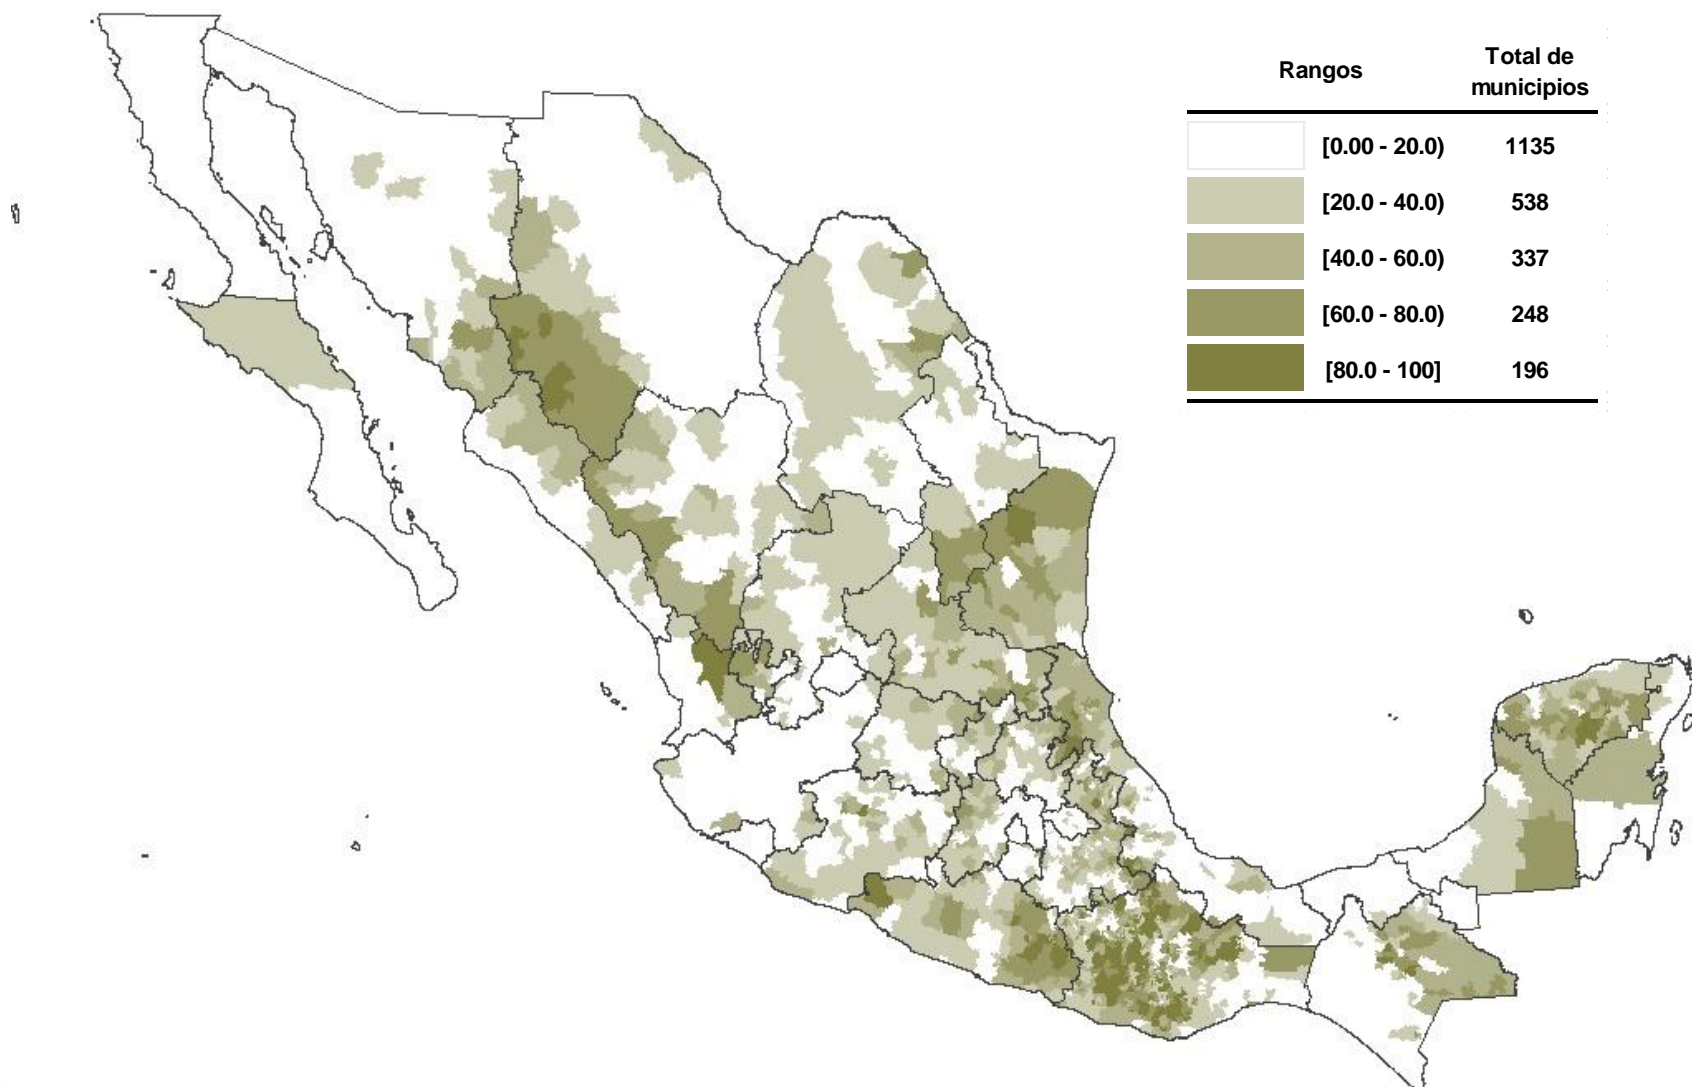 Rangos Total de municipios
[0.00 - 20.0) 1135
[20.0 - 40.0) 538
[40.0 - 60.0) 337
[60.0 - 80.0) 248
[80.0 - 100] 196